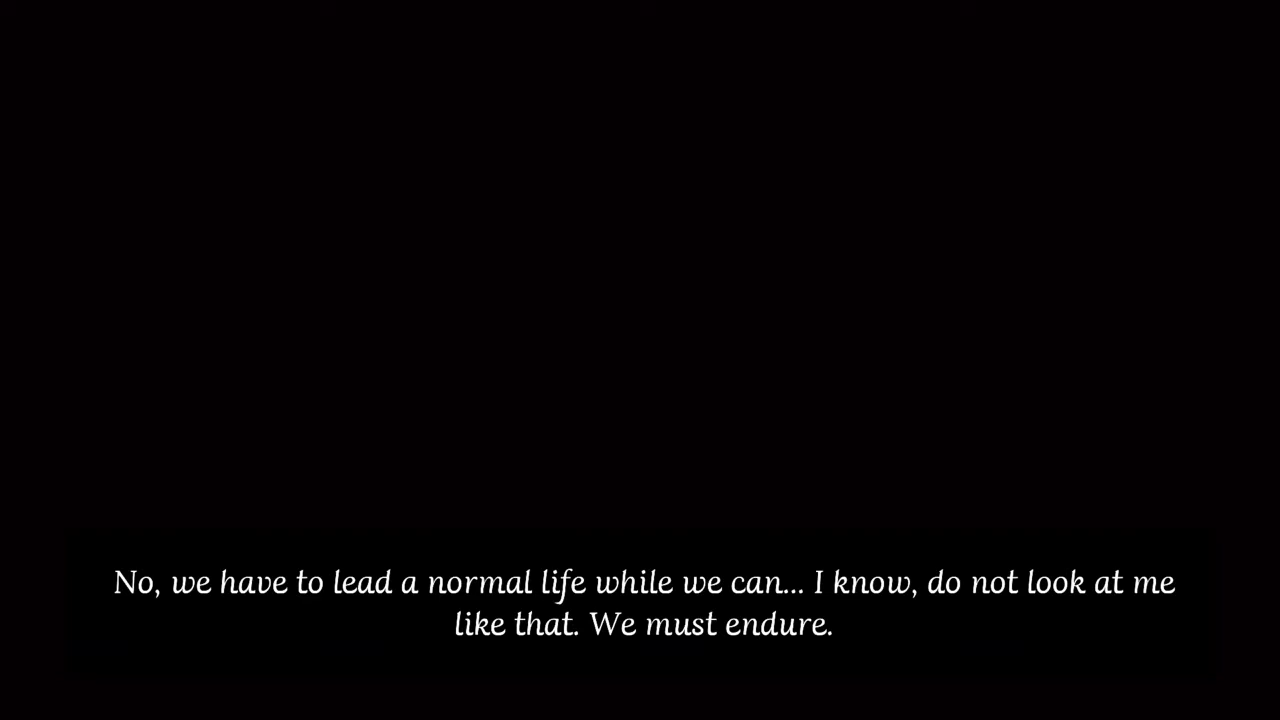 No, we have to lead a normal life while we can... I know, do not look at me
like that. We must endure.